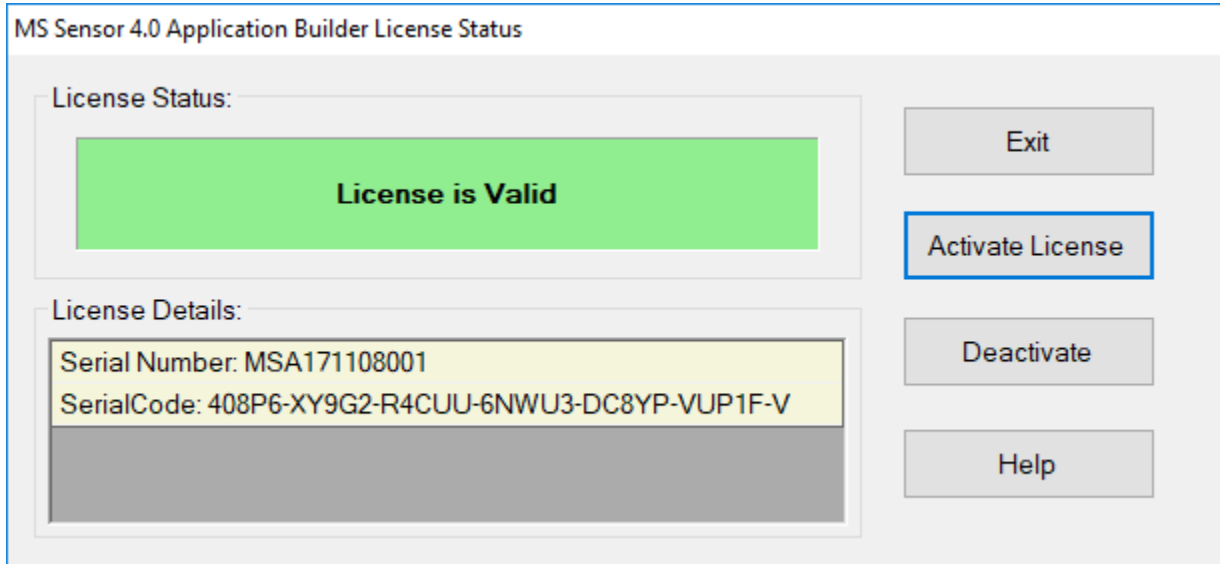 MS Sensor 4.0 Application Builder License Status
License Status:
License is Valid
Exit
Activate License
License Details:
Serial Number: MSA171108001
SerialCode: 408P6-XY9G2-R4CUU-6NWU3-DC8YP-VUP1F-V
Deactivate
Help